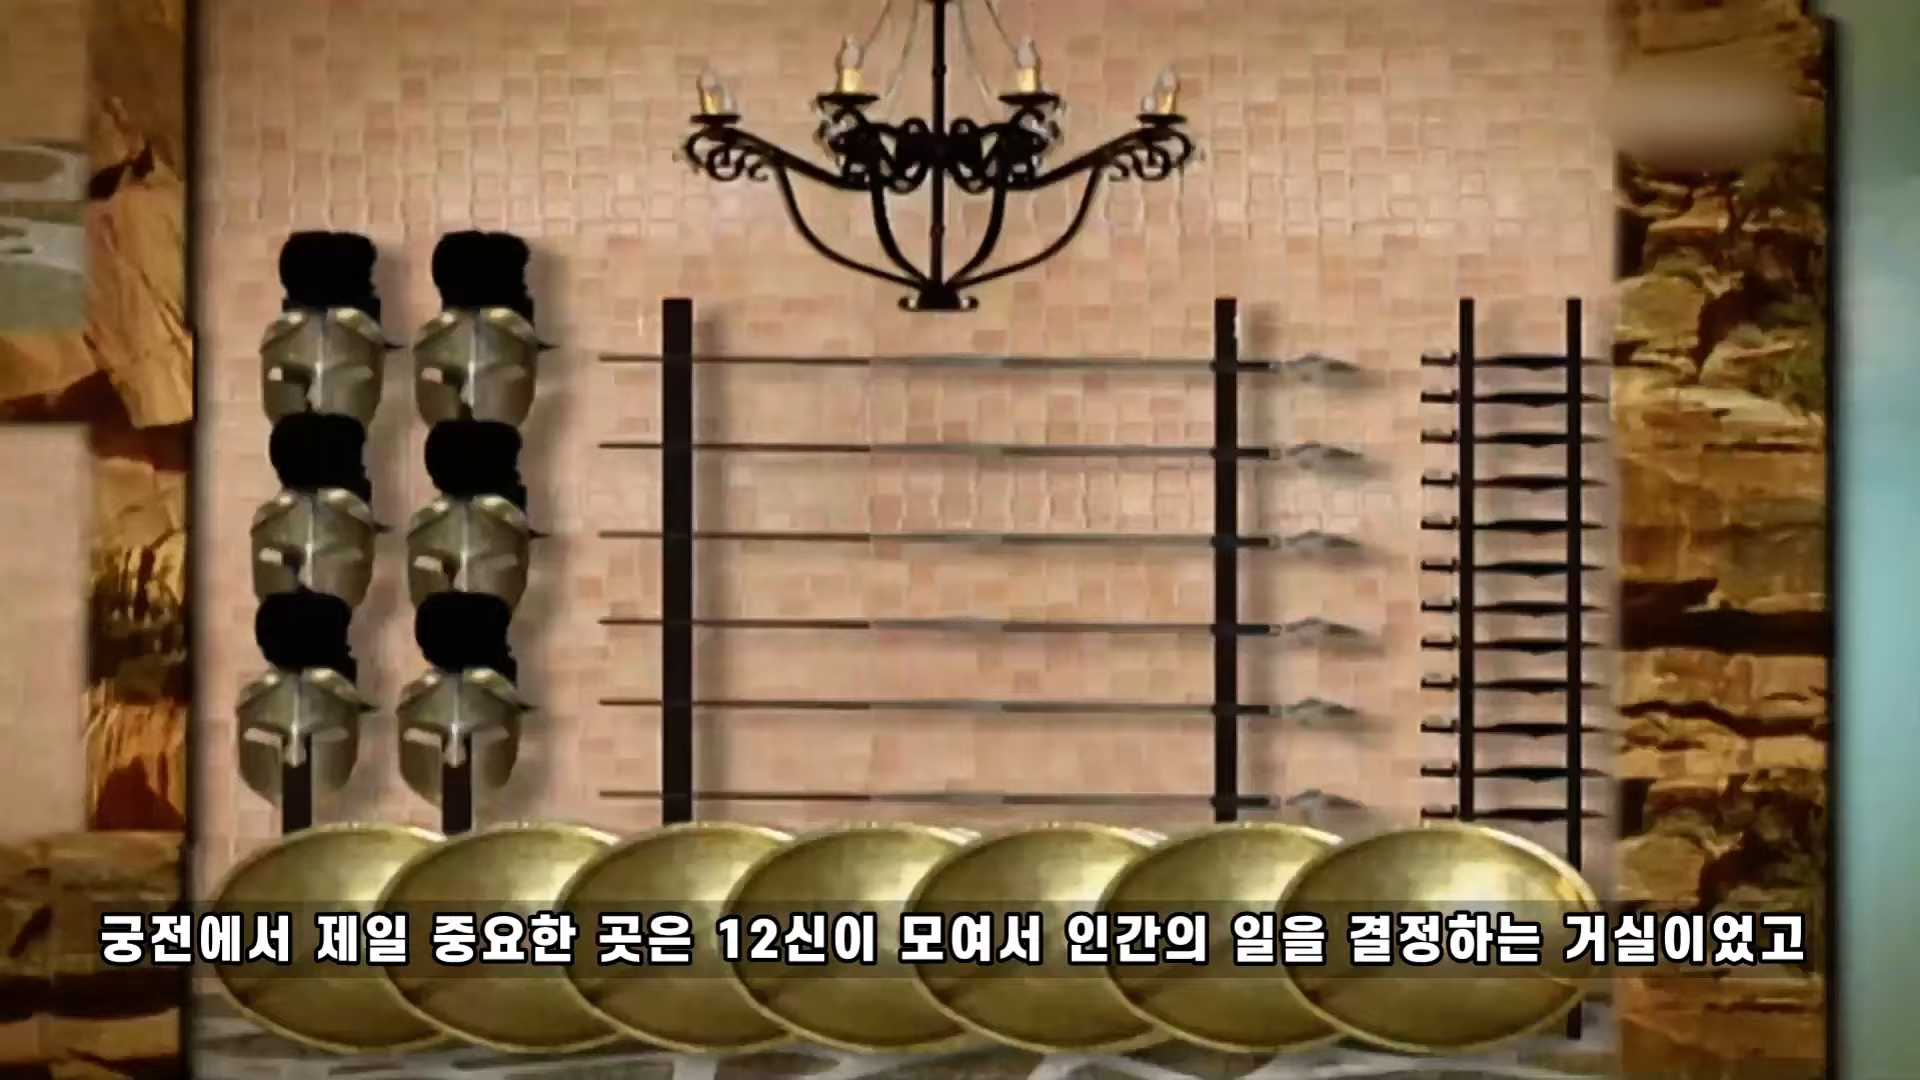 궁전에서 제일 중요한 곳은 12신이 모여서 인간의 일을 결정하는 거실이었고